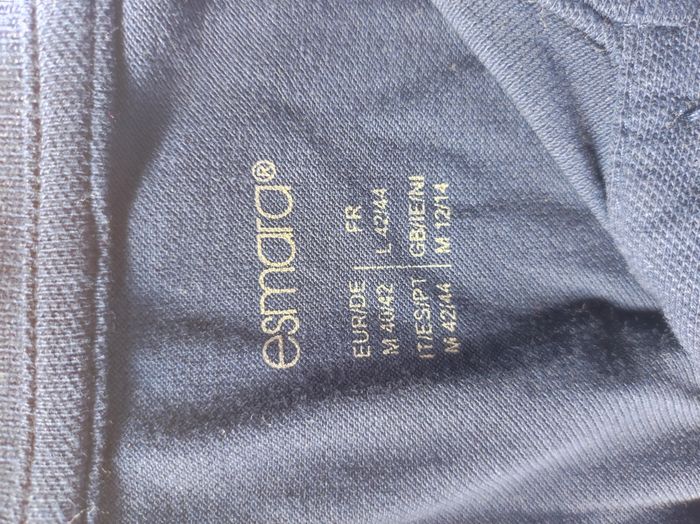 esmara®
EUR/DE | FR
M 40/42 | L 42/44
IT/ES/PT | GB/IE/NI
M 42/44 | M 12/14